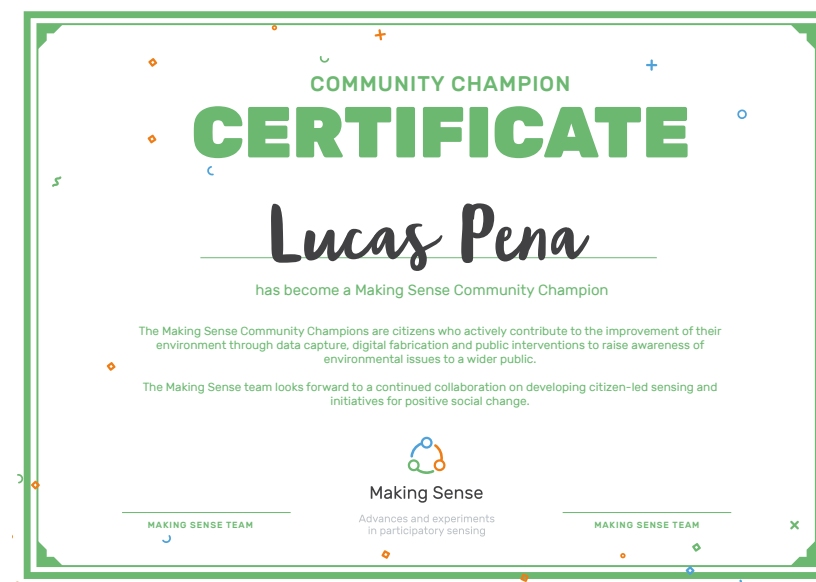 COMMUNITY CHAMPION
CERTIFICATE
Lucas Pena
has become a Making Sense Community Champion
The Making Sense Community Champions are citizens who actively contribute to the improvement of their
environment through data capture, digital fabrication and public interventions to raise awareness of
environmental issues to a wider public.
The Making Sense team looks forward to a continued collaboration on developing citizen-led sensing and
initiatives for positive social change.
Making Sense
Advances and experiments
in participatory sensing
MAKING SENSE TEAM
MAKING SENSE TEAM